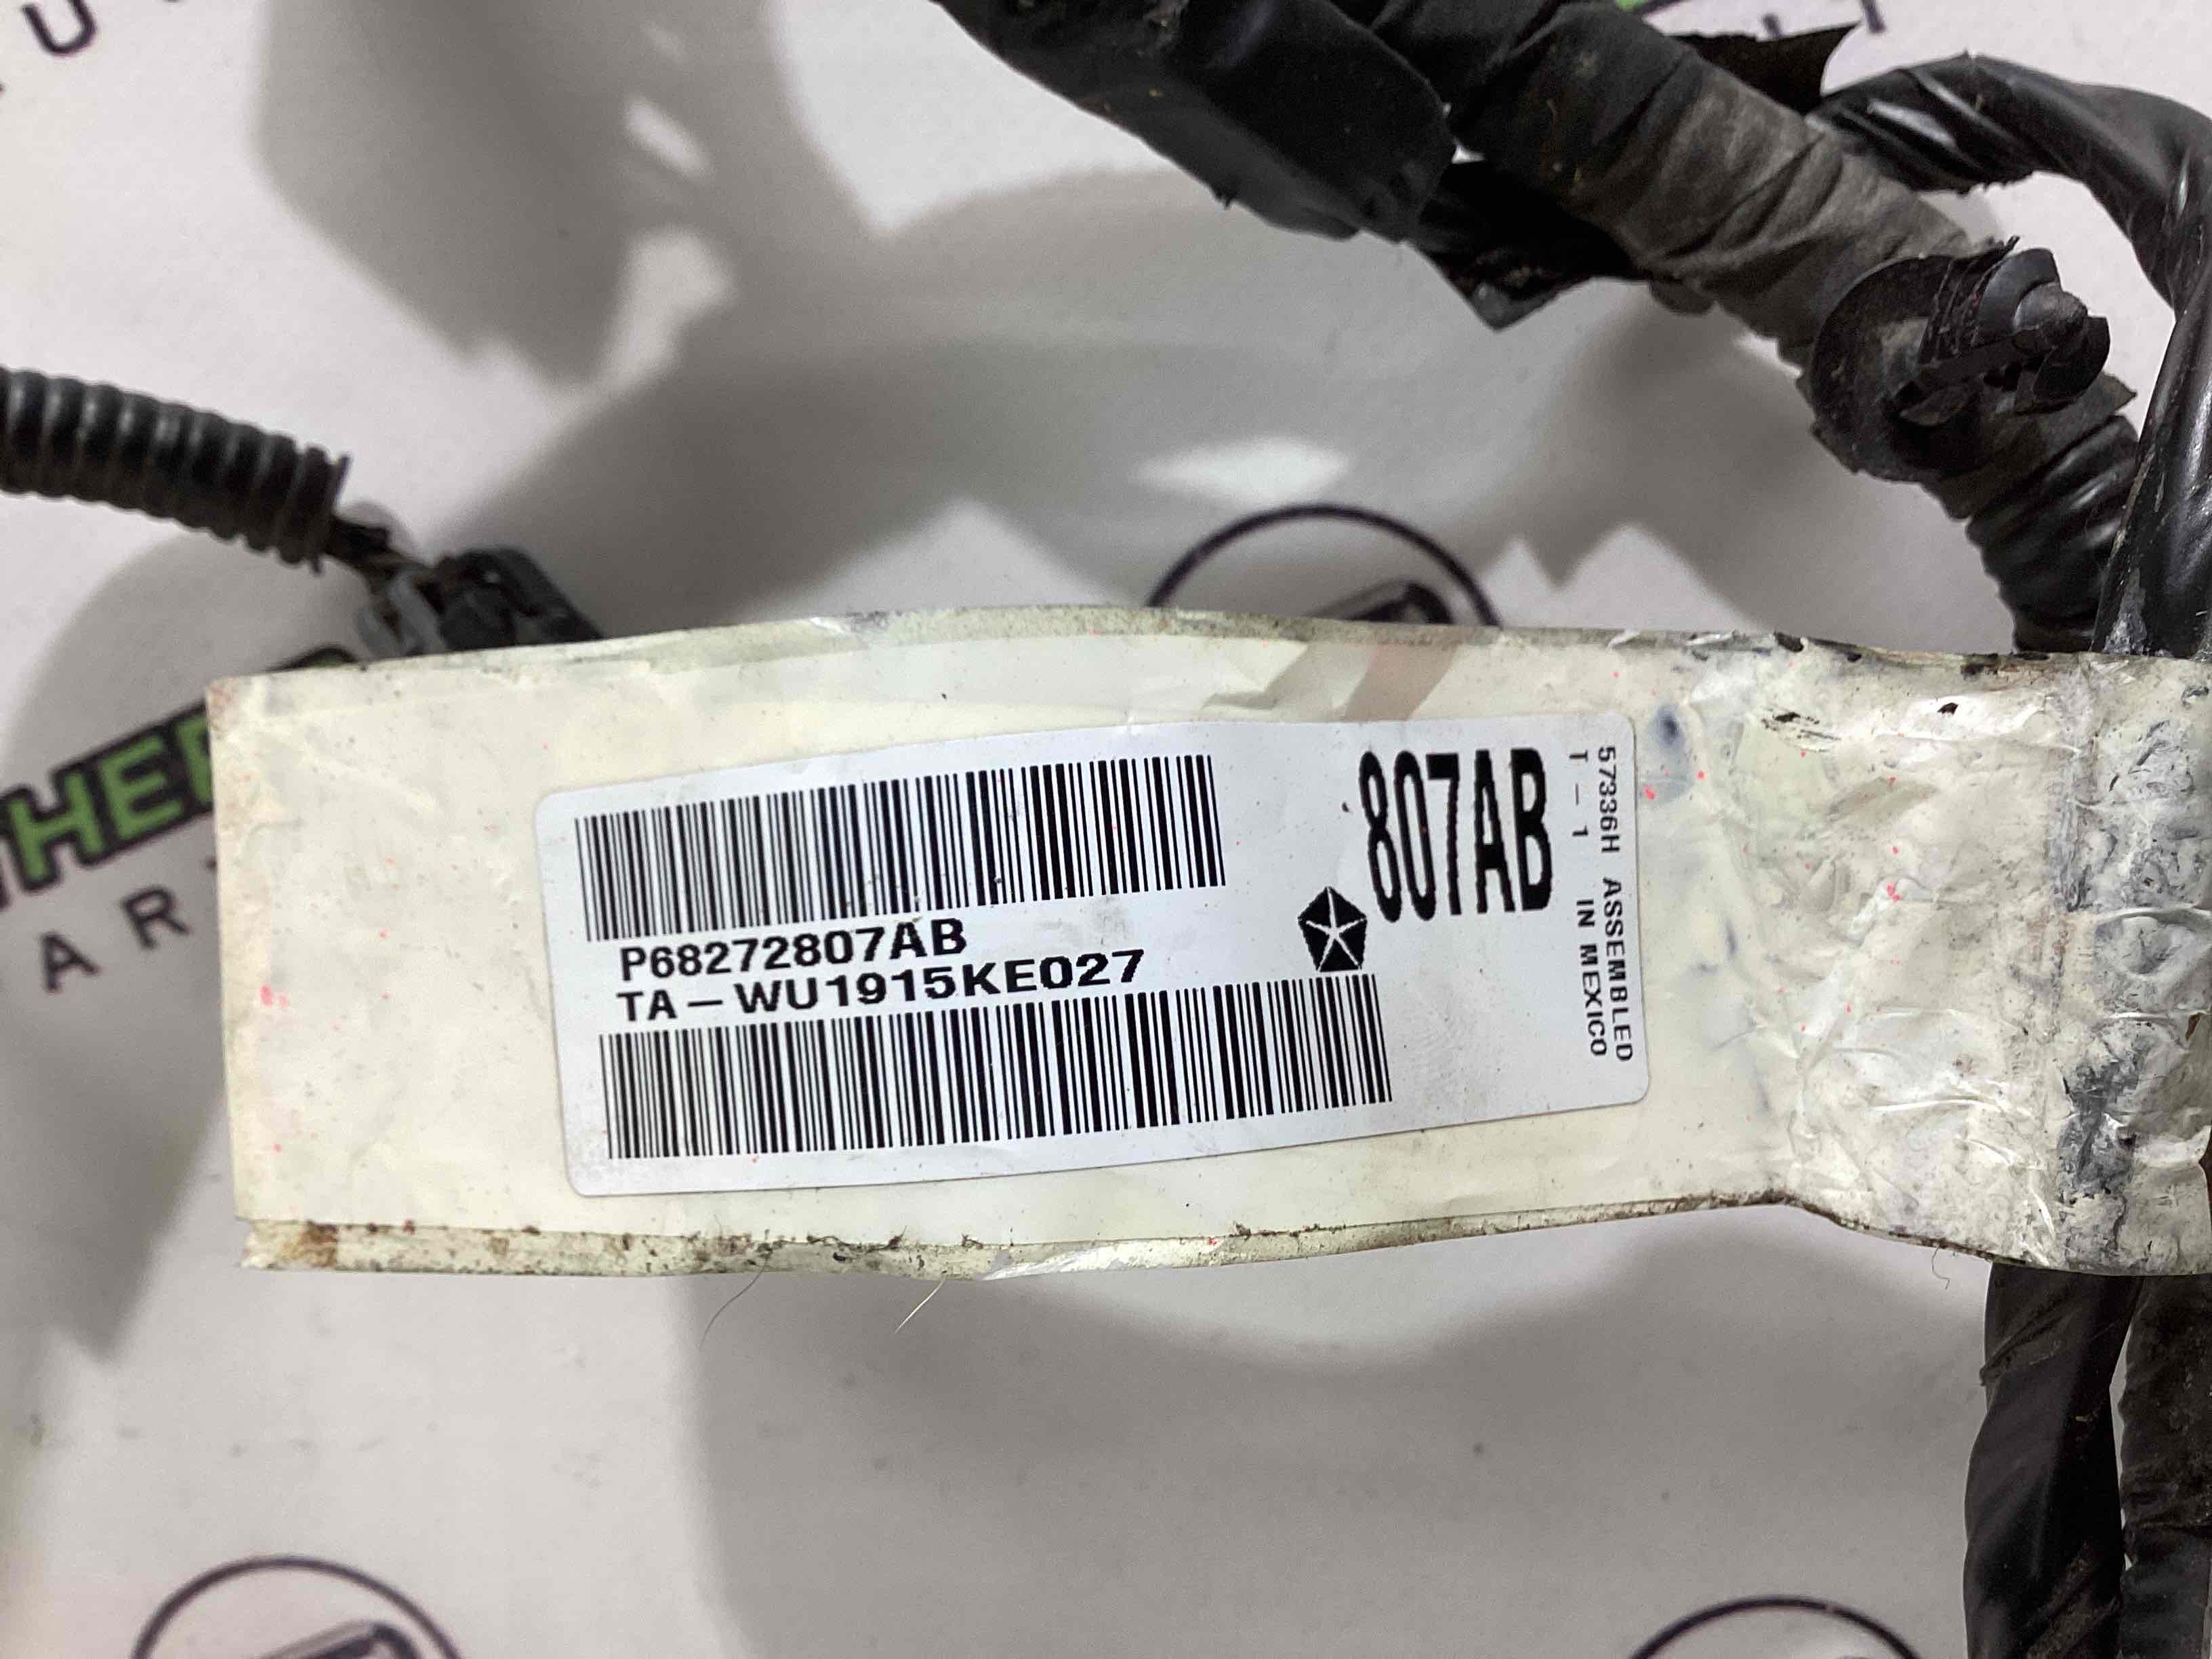 807AB
P68272807AB
TA-WU1915KE027
57336H ASSEMBLED
T-1 IN MEXICO